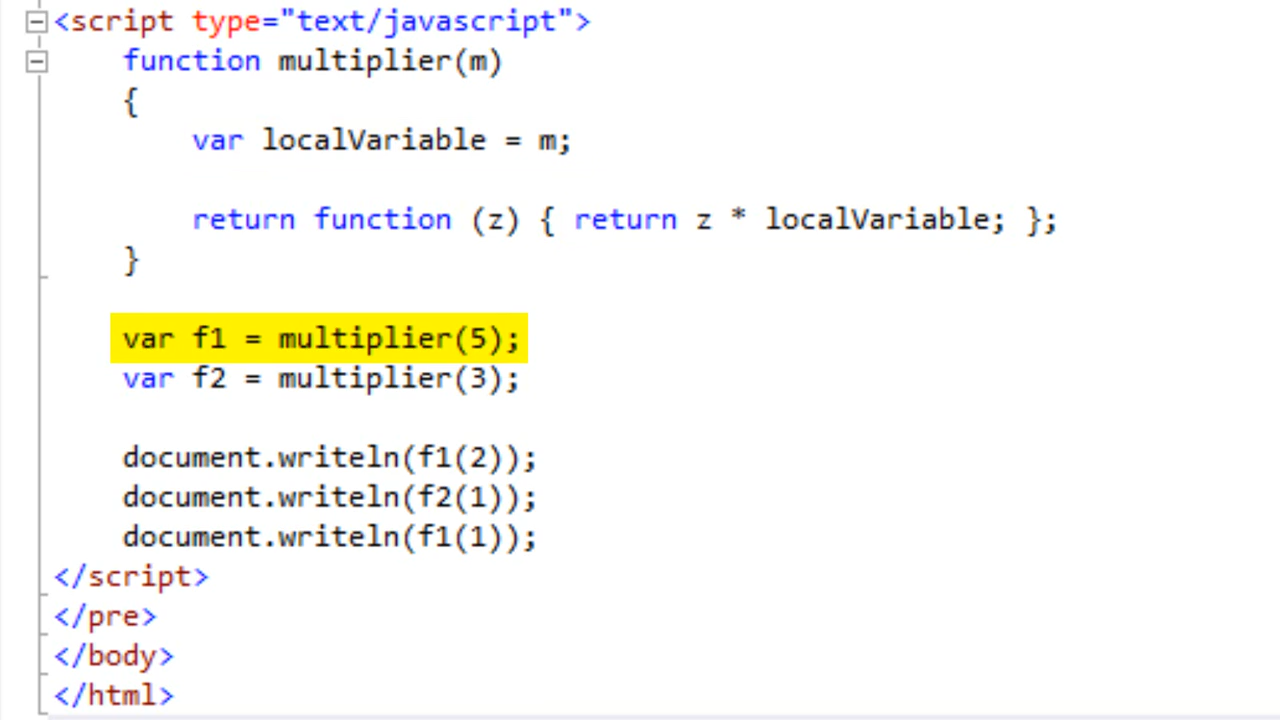 <script type="text/javascript">
function multiplier(m)
{
var localVariable = m;
return function (z) { return z * localVariable; };
}
var f1 = multiplier(5);
var f2 = multiplier(3);
document.writeln(f1(2));
document.writeln(f2(1));
document.writeln(f1(1));
</script>
</pre>
</body>
</html>